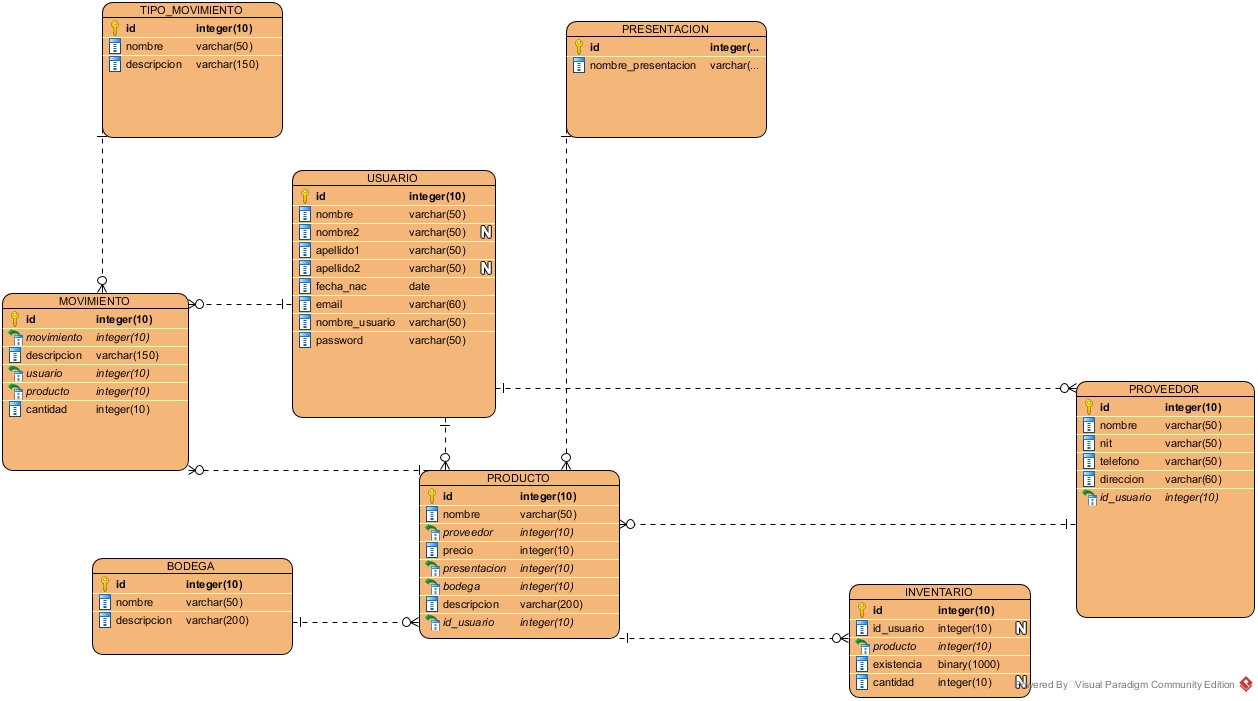 TIPO_MOVIMIENTO
id integer(10)
nombre varchar(50)
descripcion varchar(150)
PRESENTACION
id integer(...
nombre_presentacion varchar(...
USUARIO
id integer(10)
nombre varchar(50)
nombre2 varchar(50) N
apellido1 varchar(50)
apellido2 varchar(50) N
fecha_nac date
email varchar(60)
nombre_usuario varchar(50)
password varchar(50)
MOVIMIENTO
id integer(10)
movimiento integer(10)
descripcion varchar(150)
usuario integer(10)
producto integer(10)
cantidad integer(10)
PROVEEDOR
id integer(10)
nombre varchar(50)
nit varchar(50)
telefono varchar(50)
direccion varchar(60)
id_usuario integer(10)
PRODUCTO
id integer(10)
nombre varchar(50)
proveedor integer(10)
precio integer(10)
presentacion integer(10)
bodega integer(10)
descripcion varchar(200)
id_usuario integer(10)
BODEGA
id integer(10)
nombre varchar(50)
descripcion varchar(200)
INVENTARIO
id integer(10)
id_usuario integer(10) N
producto integer(10)
existencia binary(1000)
cantidad integer(10) N
By Visual Paradigm Community Edition